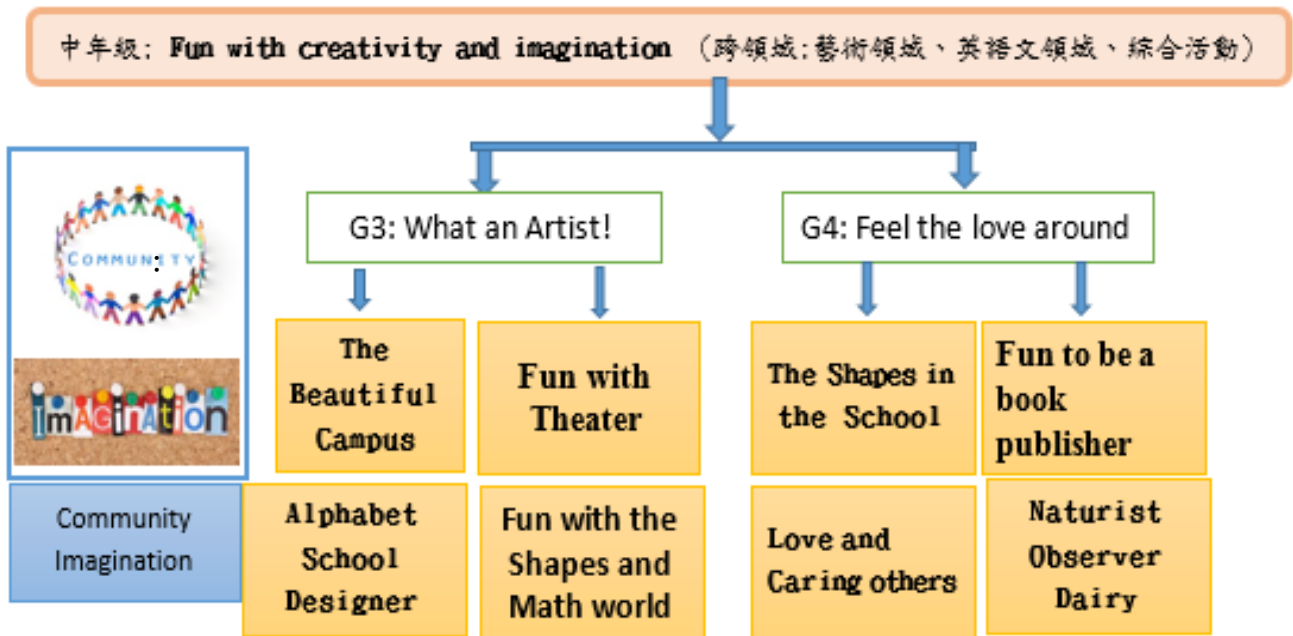 中年級: Fun with creativity and imagination (跨領域:藝術領域、英語文領域、綜合活動)
COMMUNITY
:
ImAGinAtion
Community
Imagination
G3: What an Artist!
G4: Feel the love around
The
Beautiful
Campus
Fun with
Theater
The Shapes in
the School
Fun to be a
book
publisher
Alphabet
School
Designer
Fun with the
Shapes and
Math world
Love and
Caring others
Naturist
Observer
Dairy